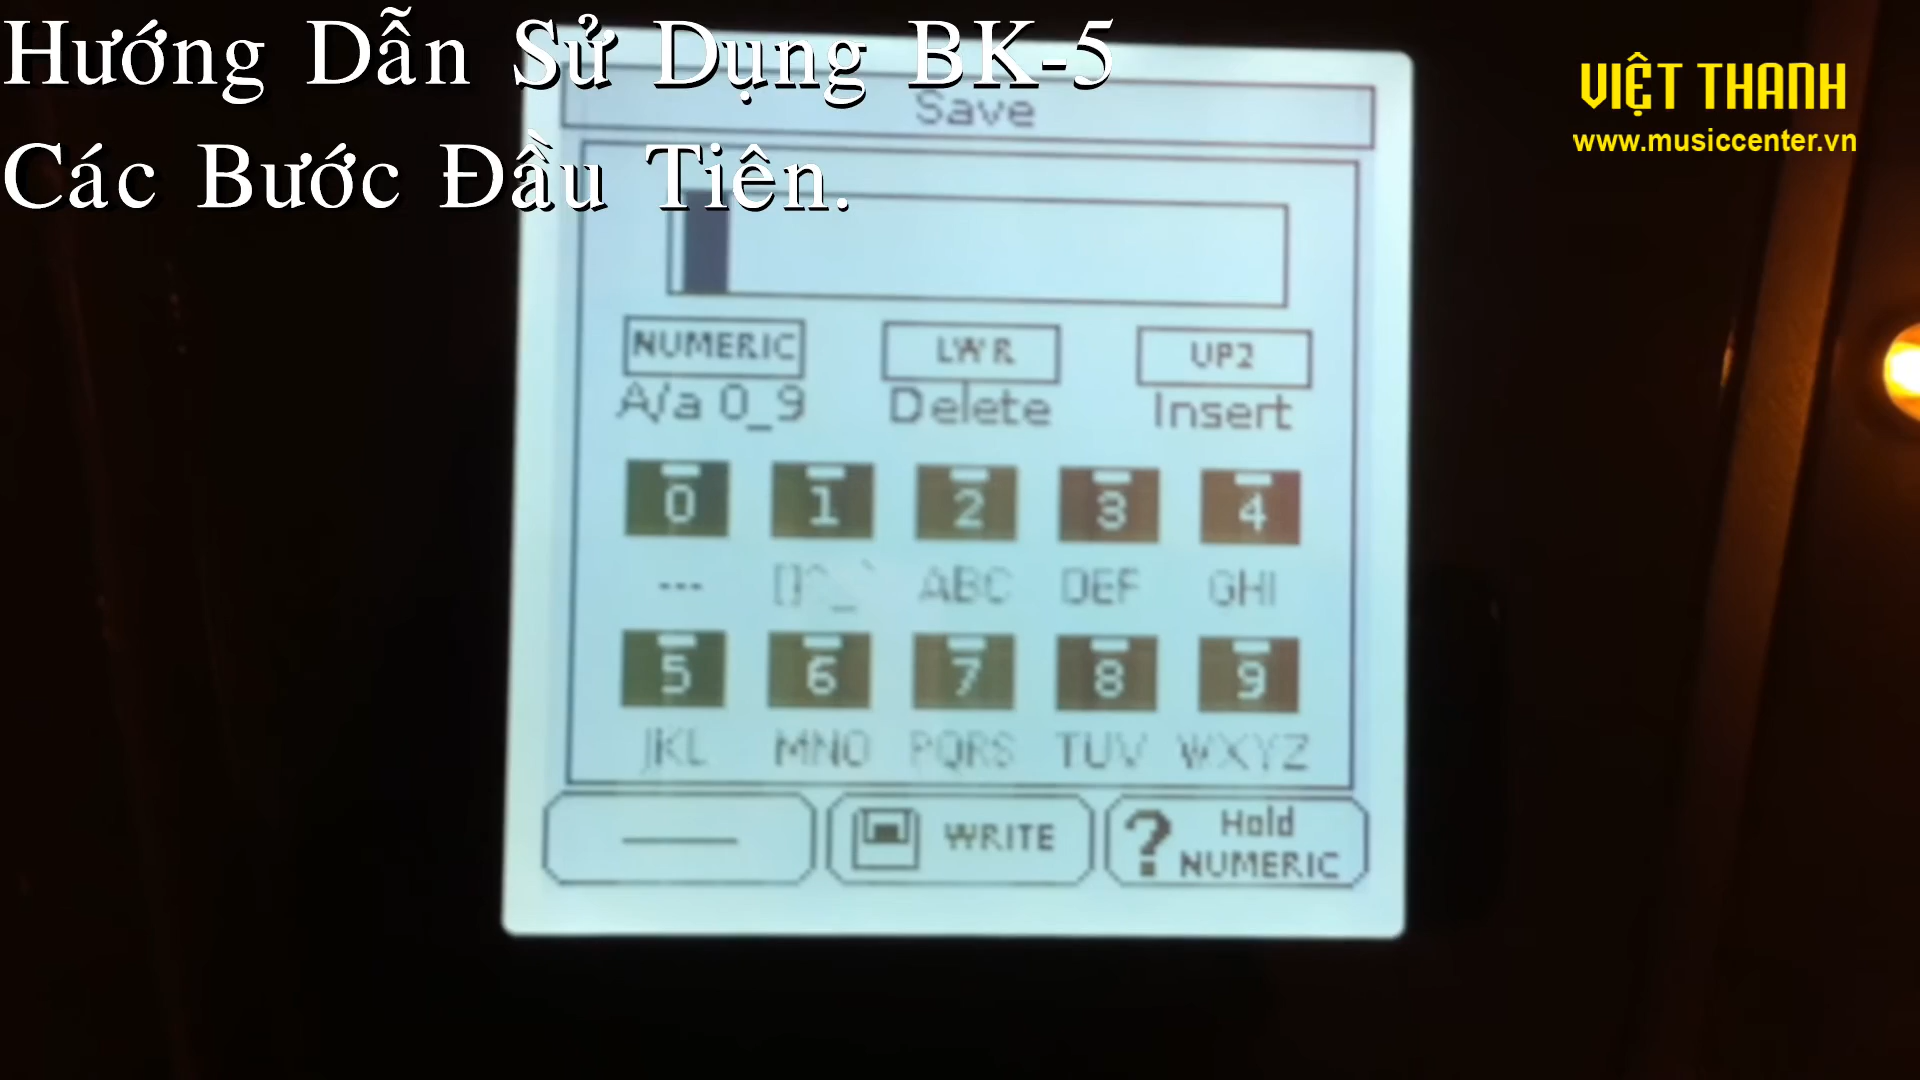 Hướng Dẫn Sử Dụng BK-5
Các Bước Đầu Tiên.
VIỆT THANH
www.musiccenter.vn
Save
NUMERIC LWR UP2
A/a 0_9 Delete Insert
0 1 2 3 4
--- []^_` ABC DEF GHI
5 6 7 8 9
JKL MNO PQRS TUV WXYZ
WRITE
? Hold
NUMERIC